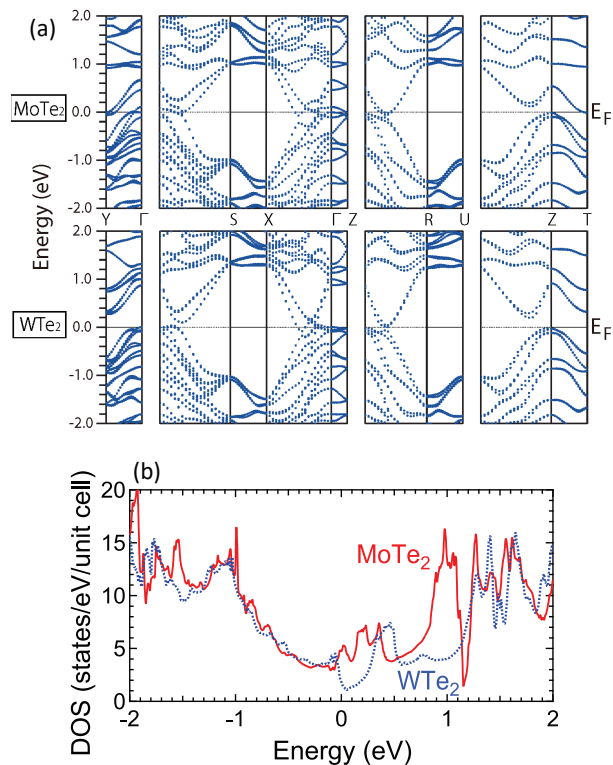 (a)
2.0
1.0
0.0
-1.0
-2.0
MoTe2
Energy (eV)
EF
Y Γ S X Γ Z R U Z T
2.0
1.0
0.0
-1.0
-2.0
WTe2
EF
(b)
20
15
10
5
0
DOS (states/eV/unit cell)
MoTe2
WTe2
-2 -1 0 1 2
Energy (eV)